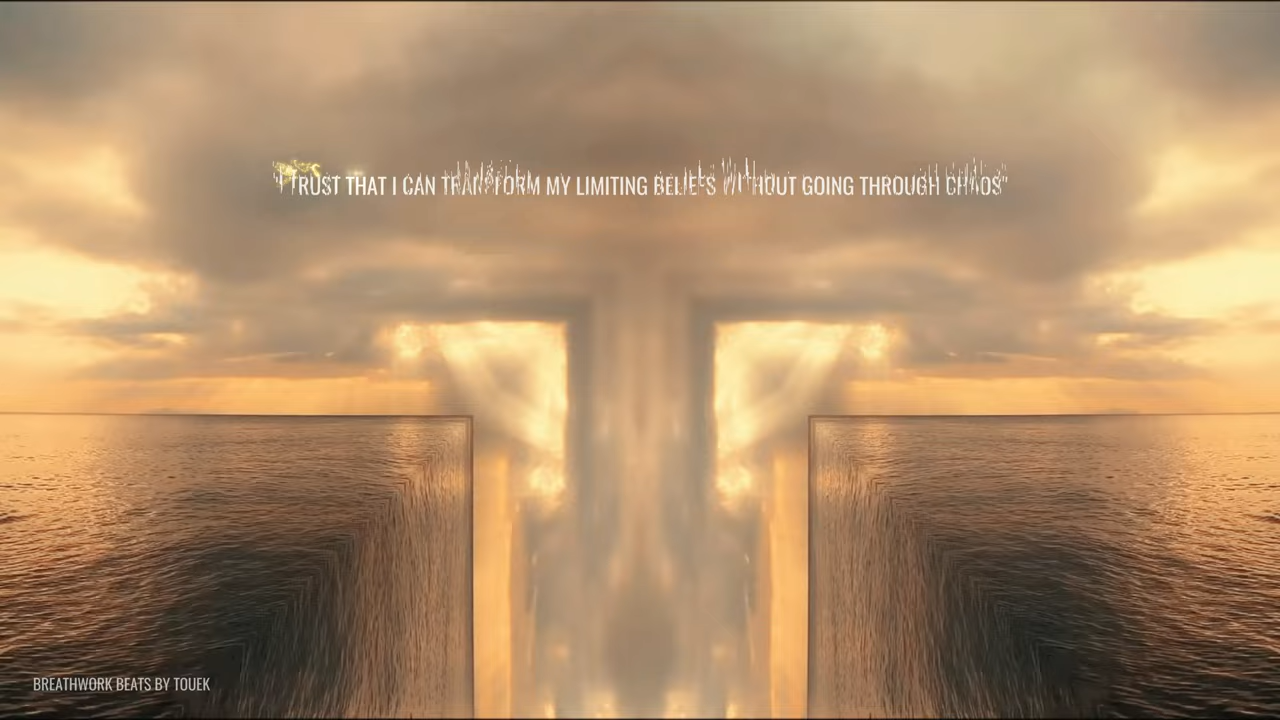 "I TRUST THAT I CAN TRANSFORM MY LIMITING BELIEFS WITHOUT GOING THROUGH CHAOS"
BREATHWORK BEATS BY TOUEK